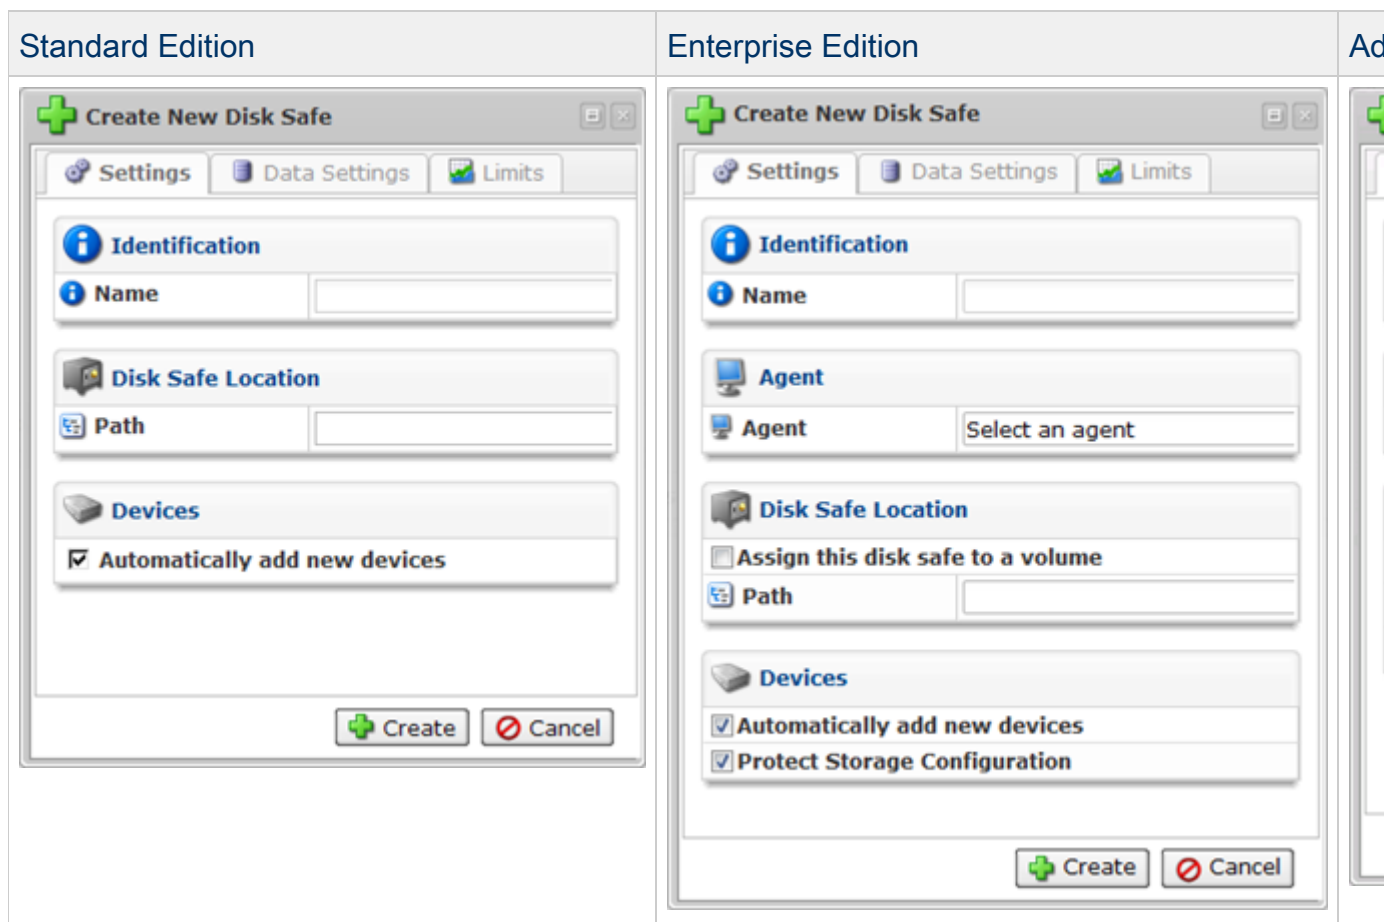 Standard Edition
Create New Disk Safe
Settings Data Settings Limits
Identification
Name
Disk Safe Location
Path
Devices
Automatically add new devices
Create Cancel
Enterprise Edition
Create New Disk Safe
Settings Data Settings Limits
Identification
Name
Agent
Agent Select an agent
Disk Safe Location
Assign this disk safe to a volume
Path
Devices
Automatically add new devices
Protect Storage Configuration
Create Cancel
Ad